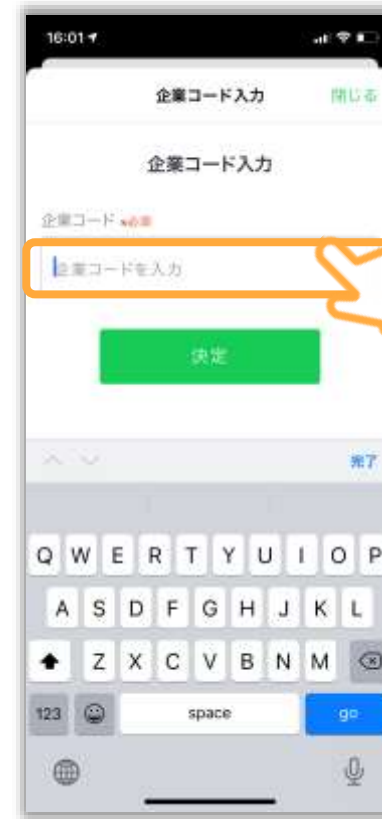 16:01
企業コード入力 閉じる
企業コード入力
企業コード ※必須
企業コードを入力
決定
完了
Q W E R T Y U I O P
A S D F G H J K L
Z X C V B N M
123 space go